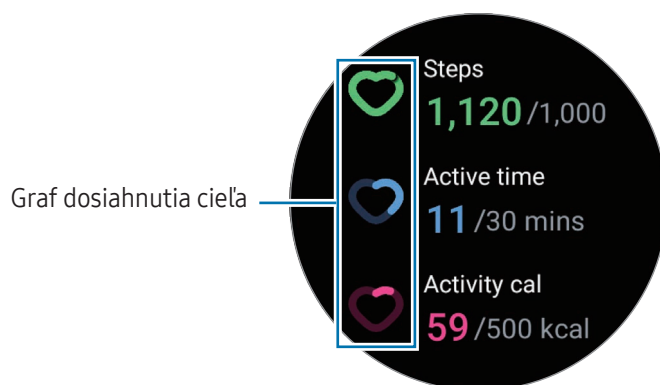 Steps
1,120/1,000
Graf dosiahnutia cieľa
Active time
11/30 mins
Activity cal
59/500 kcal